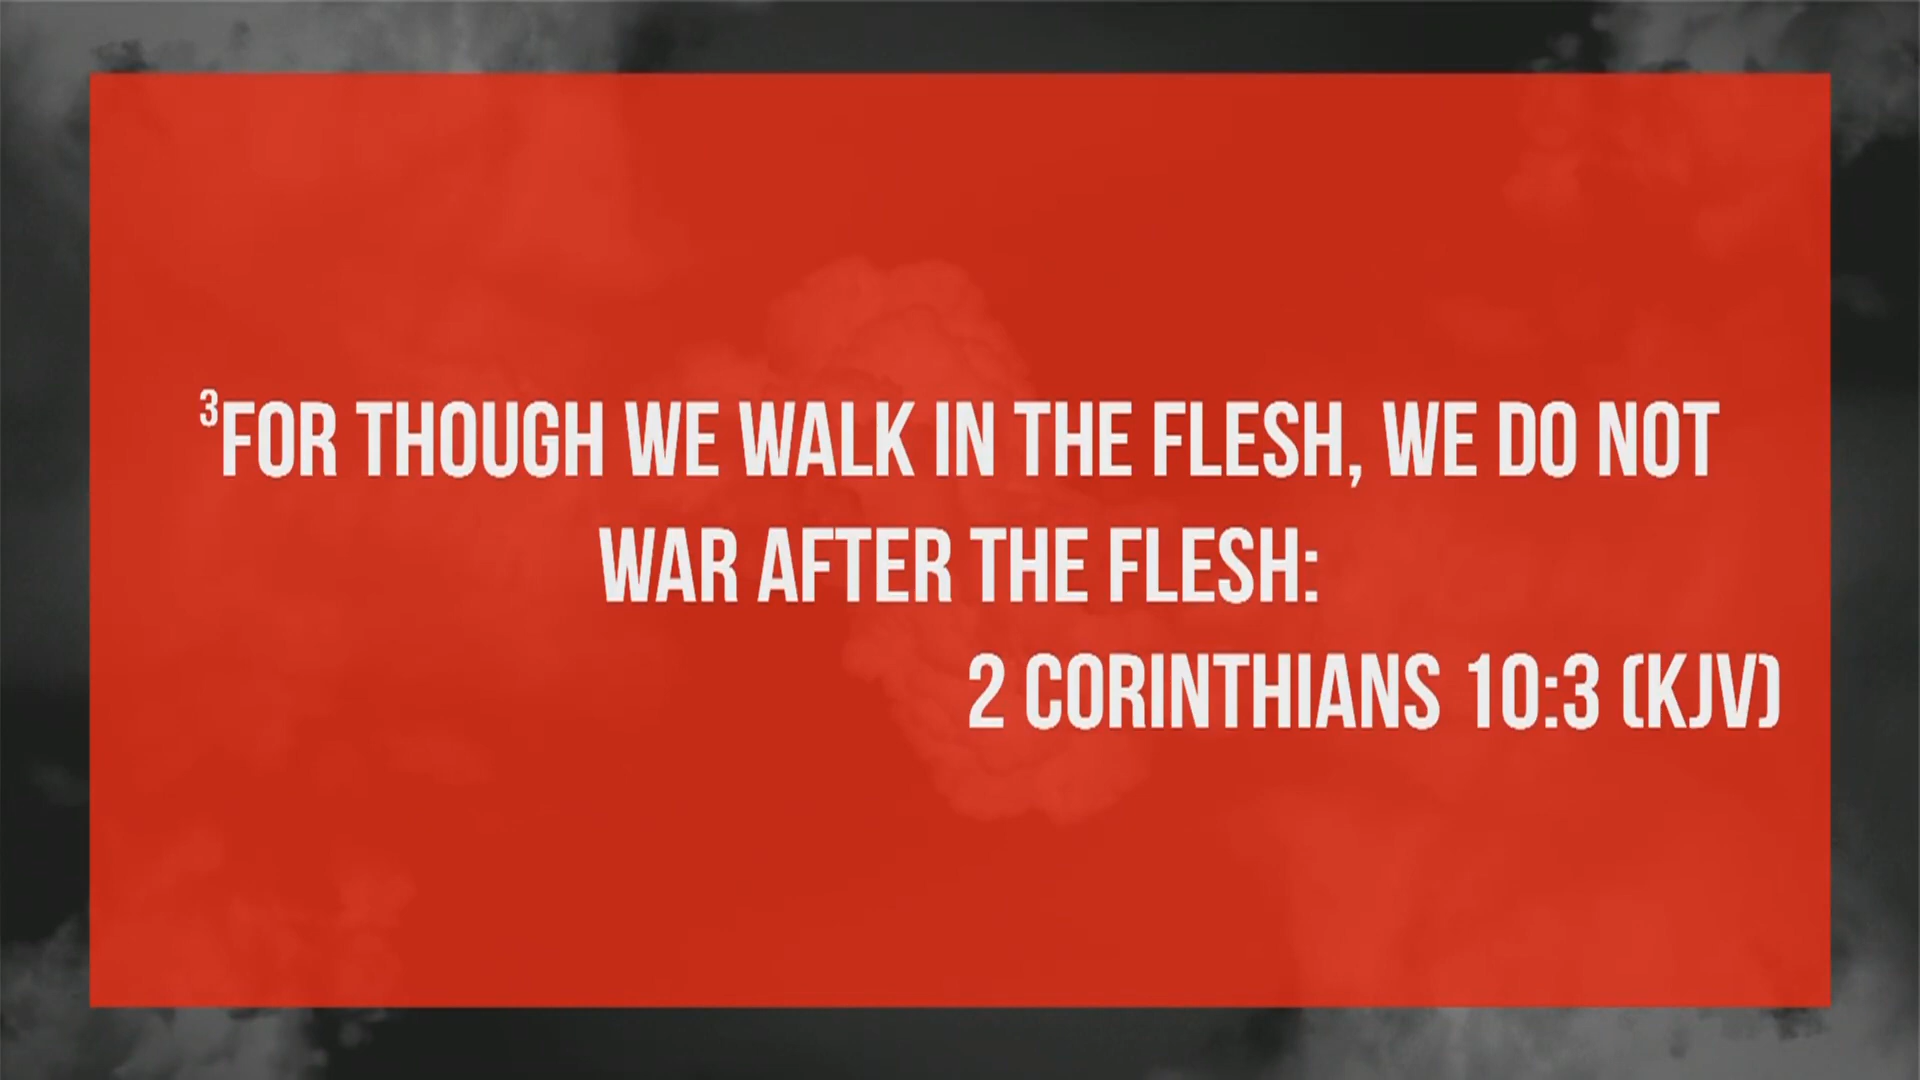 ³FOR THOUGH WE WALK IN THE FLESH, WE DO NOT
WAR AFTER THE FLESH:
2 CORINTHIANS 10:3 (KJV)